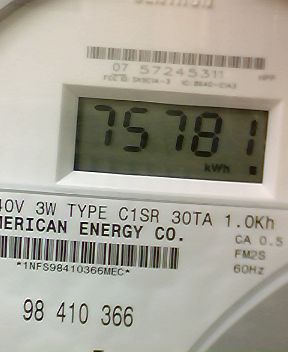 07 57245311
75781
kWh
40V 3W TYPE C1SR 30TA 1.0Kh
MERICAN ENERGY CO.
CA 0.5
*1NFS98410366MEC*
FM2S
60Hz
98 410 366